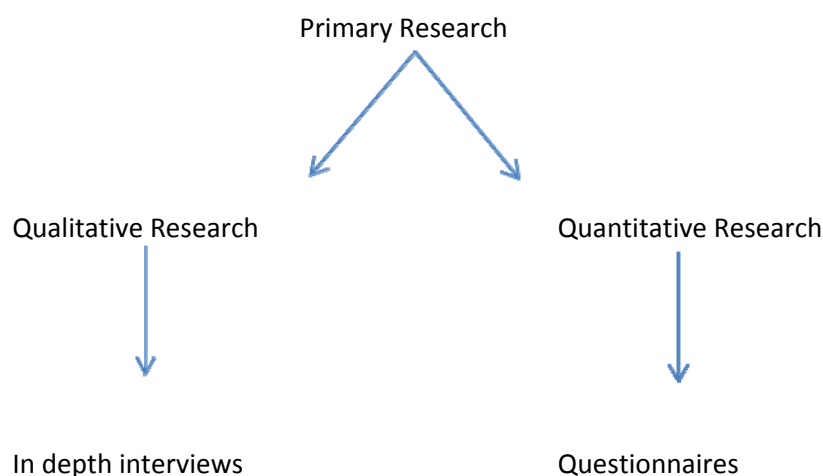 Primary Research
Qualitative Research
Quantitative Research
In depth interviews
Questionnaires